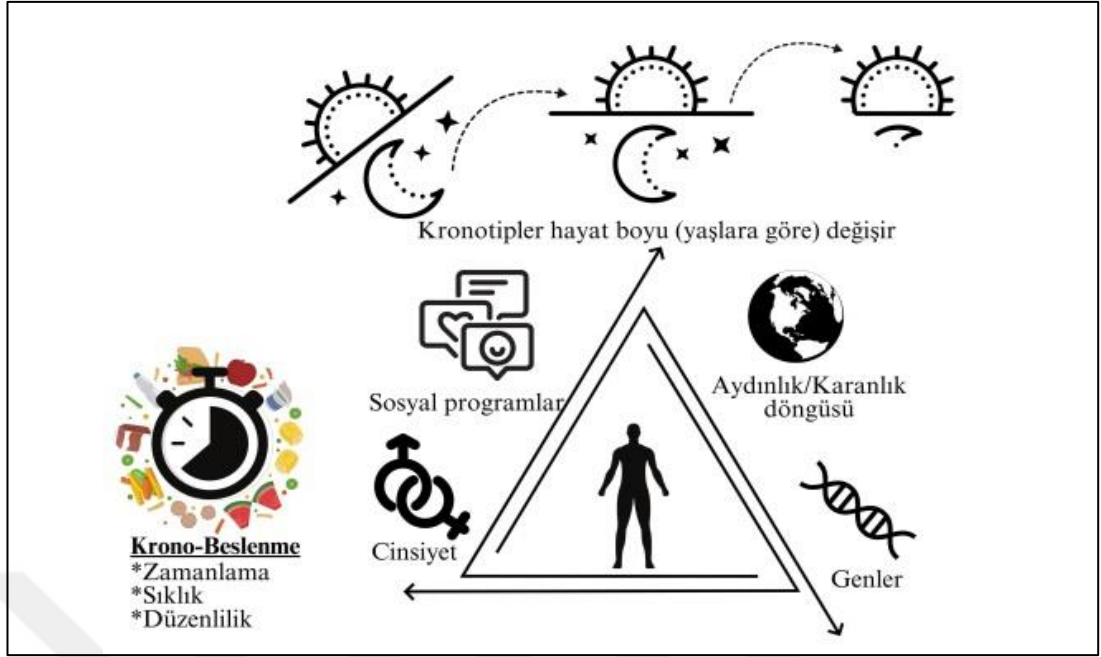 Kronotipler hayat boyu (yaşlara göre) değişir
Sosyal programlar
Aydınlık/Karanlık
döngüsü
Cinsiyet
Genler
Krono-Beslenme
*Zamanlama
*Sıklık
*Düzenlilik